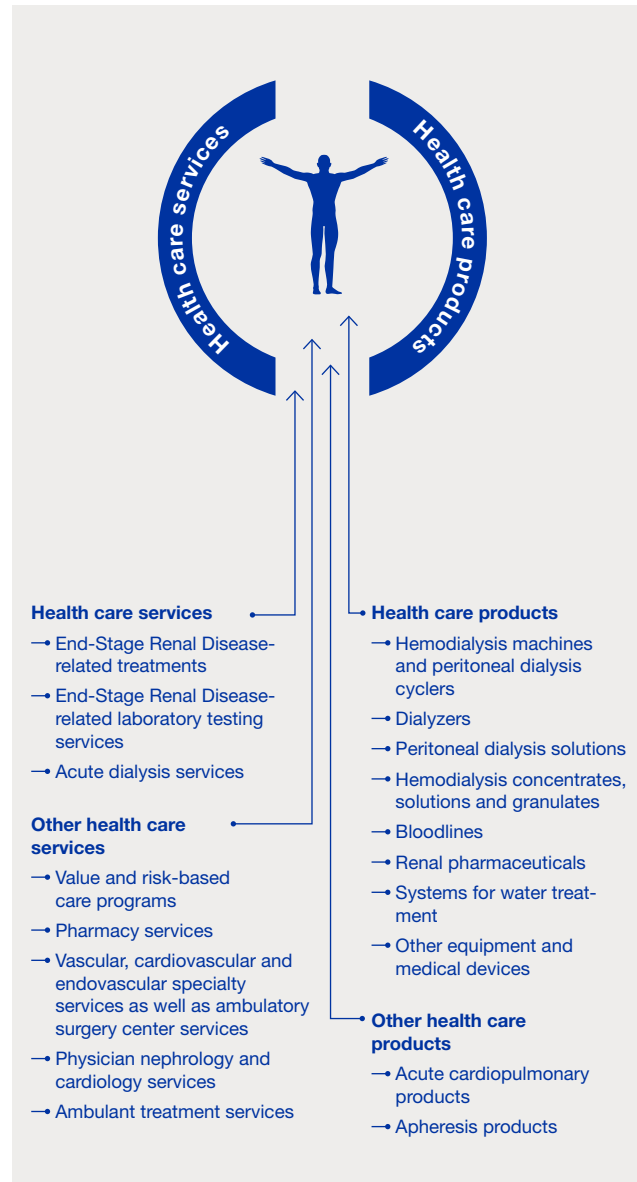 Health care services
Health care products
Health care services
End-Stage Renal Disease-
related treatments
End-Stage Renal Disease-
related laboratory testing
services
Acute dialysis services
Other health care
services
Value and risk-based
care programs
Pharmacy services
Vascular, cardiovascular and
endovascular specialty
services as well as ambulatory
surgery center services
Physician nephrology and
cardiology services
Ambulant treatment services
Health care products
Hemodialysis machines
and peritoneal dialysis
cyclers
Dialyzers
Peritoneal dialysis solutions
Hemodialysis concentrates,
solutions and granulates
Bloodlines
Renal pharmaceuticals
Systems for water treat-
ment
Other equipment and
medical devices
Other health care
products
Acute cardiopulmonary
products
Apheresis products